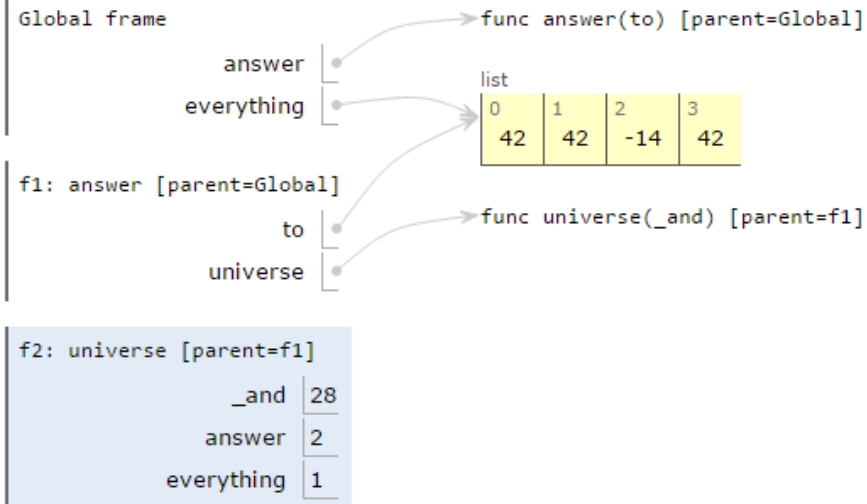 Global frame
answer
everything
func answer(to) [parent=Global]
list
0 1 2 3
42 42 -14 42
f1: answer [parent=Global]
to
universe
func universe(_and) [parent=f1]
f2: universe [parent=f1]
_and 28
answer 2
everything 1